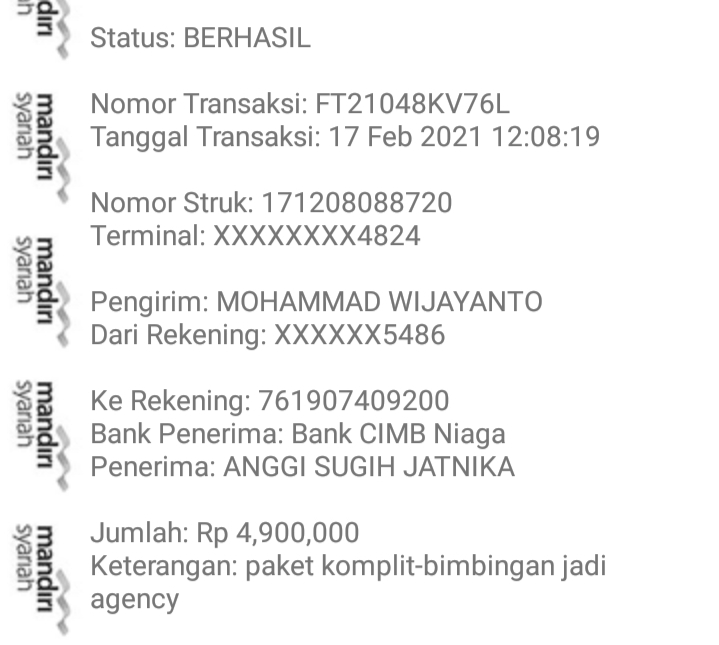 mandiri
syariah
mandiri
syariah
mandiri
syariah
mandiri
syariah
Status: BERHASIL
Nomor Transaksi: FT21048KV76L
Tanggal Transaksi: 17 Feb 2021 12:08:19
Nomor Struk: 171208088720
Terminal: XXXXXXXX4824
Pengirim: MOHAMMAD WIJAYANTO
Dari Rekening: XXXXXX5486
Ke Rekening: 761907409200
Bank Penerima: Bank CIMB Niaga
Penerima: ANGGI SUGIH JATNIKA
Jumlah: Rp 4,900,000
Keterangan: paket komplit-bimbingan jadi
agency